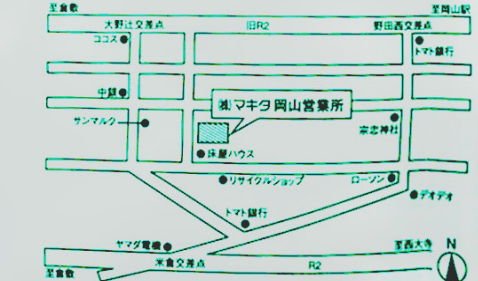 至倉敷
至岡山駅
大野辻交差点
旧R2
野田西交差点
ココス
トマト銀行
中銀
㈱マキタ岡山営業所
サンマルク
宗忠神社
床屋ハウス
リサイクルショップ
ローソン
デオデオ
トマト銀行
ヤマダ電機
至西大寺
N
米倉交差点
R2
至倉敷